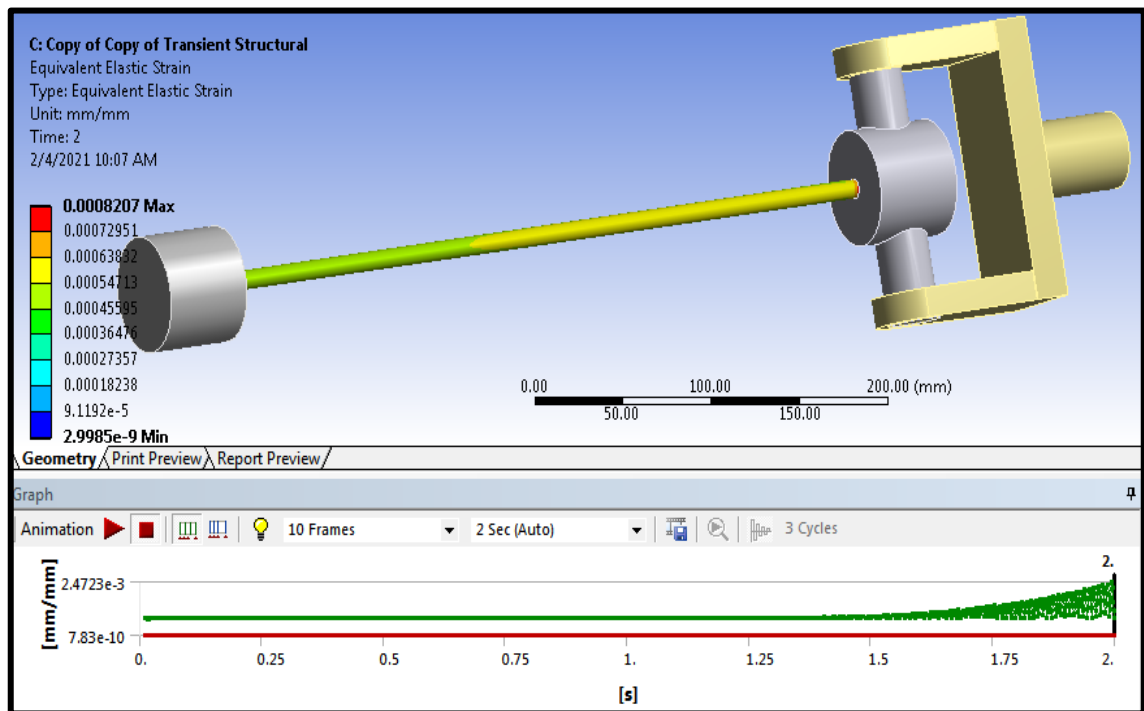 C: Copy of Copy of Transient Structural
Equivalent Elastic Strain
Type: Equivalent Elastic Strain
Unit: mm/mm
Time: 2
2/4/2021 10:07 AM
0.0008207 Max
0.00072951
0.00063832
0.00054713
0.00045595
0.00036476
0.00027357
0.00018238
9.1192e-5
2.9985e-9 Min
0.00 100.00 200.00 (mm)
50.00 150.00
Geometry Print Preview Report Preview
Graph
Animation 10 Frames 2 Sec (Auto) 3 Cycles
2.
2.4723e-3
7.83e-10
[mm/mm]
0. 0.25 0.5 0.75 1. 1.25 1.5 1.75 2.
[s]